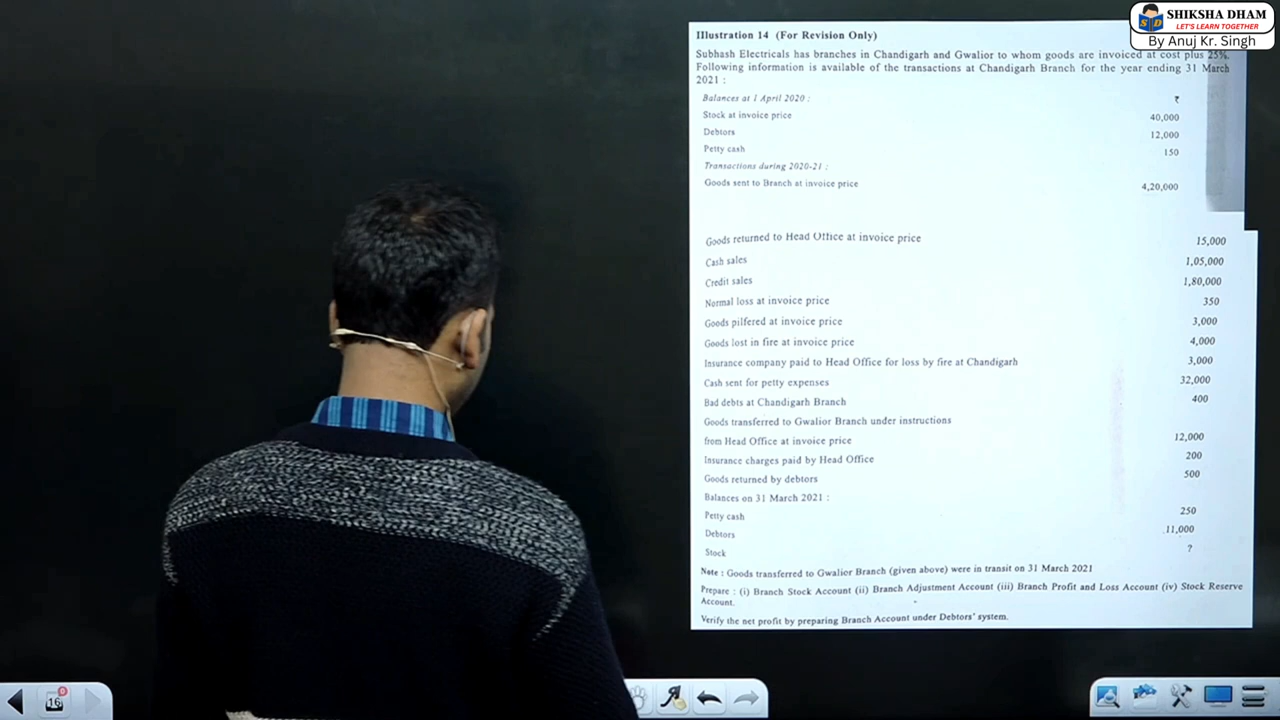 SHIKSHA DHAM
LET'S LEARN TOGETHER
By Anuj Kr. Singh
Illustration 14 (For Revision Only)
Subhash Electricals has branches in Chandigarh and Gwalior to whom goods are invoiced at cost plus 25%.
Following information is available of the transactions at Chandigarh Branch for the year ending 31 March
2021 :
Balances at 1 April 2020 : ₹
Stock at invoice price 40,000
Debtors 12,000
Petty cash 150
Transactions during 2020-21 :
Goods sent to Branch at invoice price 4,20,000
Goods returned to Head Office at invoice price 15,000
Cash sales 1,05,000
Credit sales 1,80,000
Normal loss at invoice price 350
Goods pilfered at invoice price 3,000
Goods lost in fire at invoice price 4,000
Insurance company paid to Head Office for loss by fire at Chandigarh 3,000
Cash sent for petty expenses 32,000
Bad debts at Chandigarh Branch 400
Goods transferred to Gwalior Branch under instructions
from Head Office at invoice price 12,000
Insurance charges paid by Head Office 200
Goods returned by debtors 500
Balances on 31 March 2021 :
Petty cash 250
Debtors 11,000
Stock ?
Note : Goods transferred to Gwalior Branch (given above) were in transit on 31 March 2021
Prepare : (i) Branch Stock Account (ii) Branch Adjustment Account (iii) Branch Profit and Loss Account (iv) Stock Reserve
Account.
Verify the net profit by preparing Branch Account under Debtors' system.
16